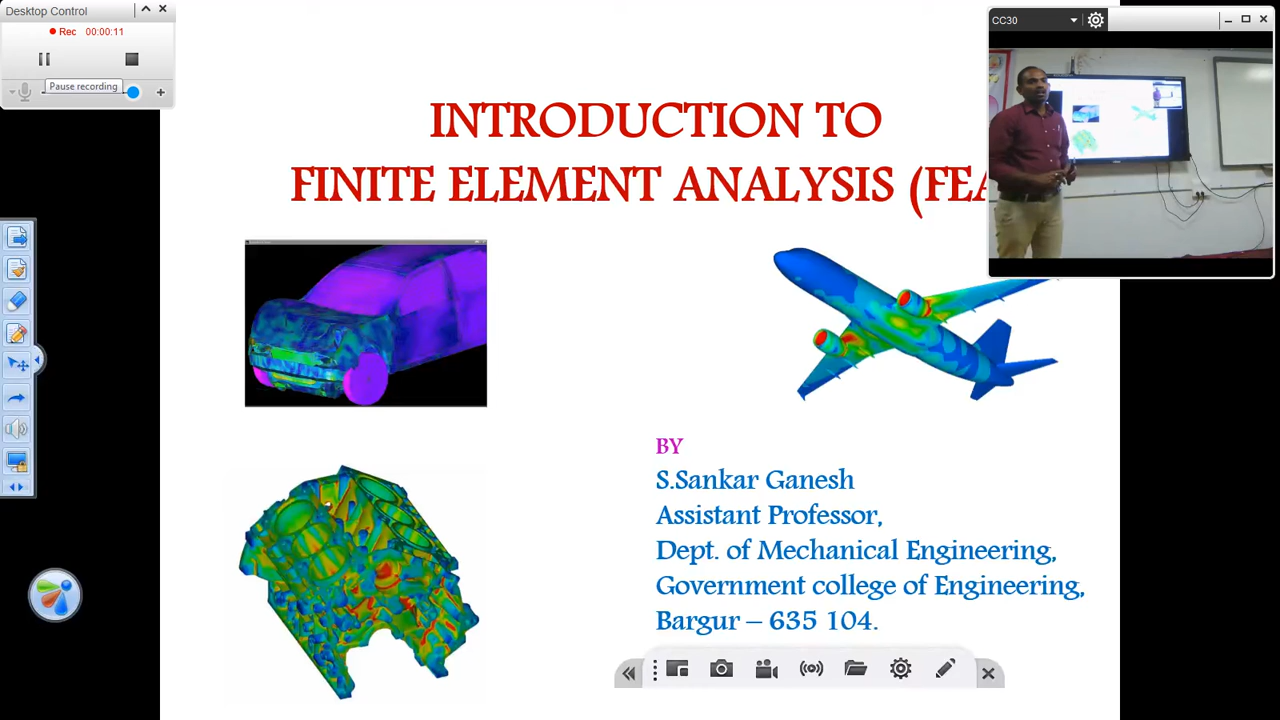 Desktop Control
Rec 00:00:11
Pause recording
CC30
INTRODUCTION TO
FINITE ELEMENT ANALYSIS (FEA
BY
S.Sankar Ganesh
Assistant Professor,
Dept. of Mechanical Engineering,
Government college of Engineering,
Bargur – 635 104.